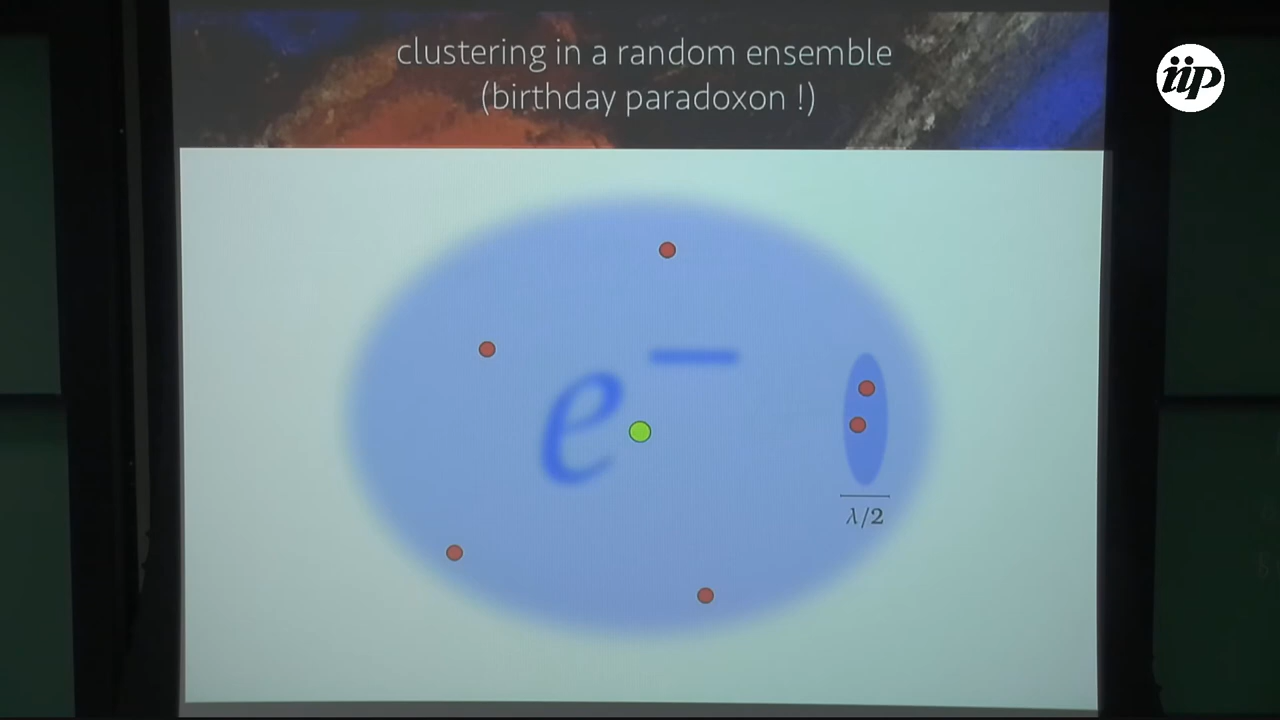 clustering in a random ensemble
(birthday paradoxon !)
iip
e⁻
λ/2